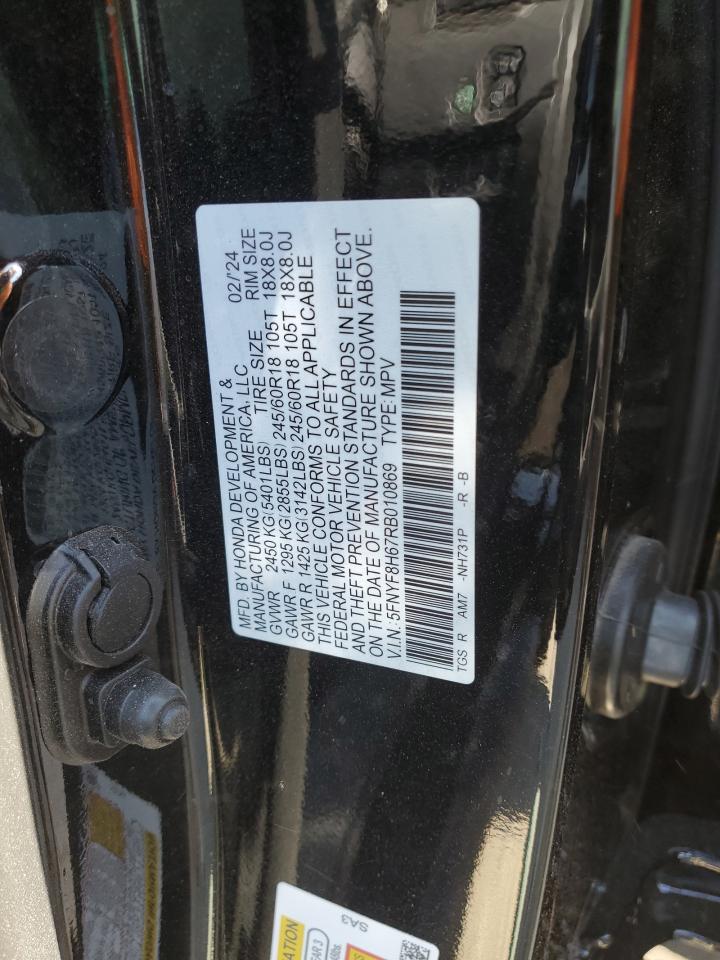 MFD. BY HONDA DEVELOPMENT & 02/'24
MANUFACTURING OF AMERICA, LLC
TIRE SIZE RIM SIZE
GVWR 2450 KG(5401LBS)
GAWR F 1295 KG(2855LBS) 245/60R18 105T 18X8.0J
GAWR R 1425 KG(3142LBS) 245/60R18 105T 18X8.0J
THIS VEHICLE CONFORMS TO ALL APPLICABLE
FEDERAL MOTOR VEHICLE SAFETY
AND THEFT PREVENTION STANDARDS IN EFFECT
ON THE DATE OF MANUFACTURE SHOWN ABOVE.
V.I.N.: 5FNYF8H67RB010869 TYPE: MPV
TGS R AM7 -NH731P -R -B
SA3